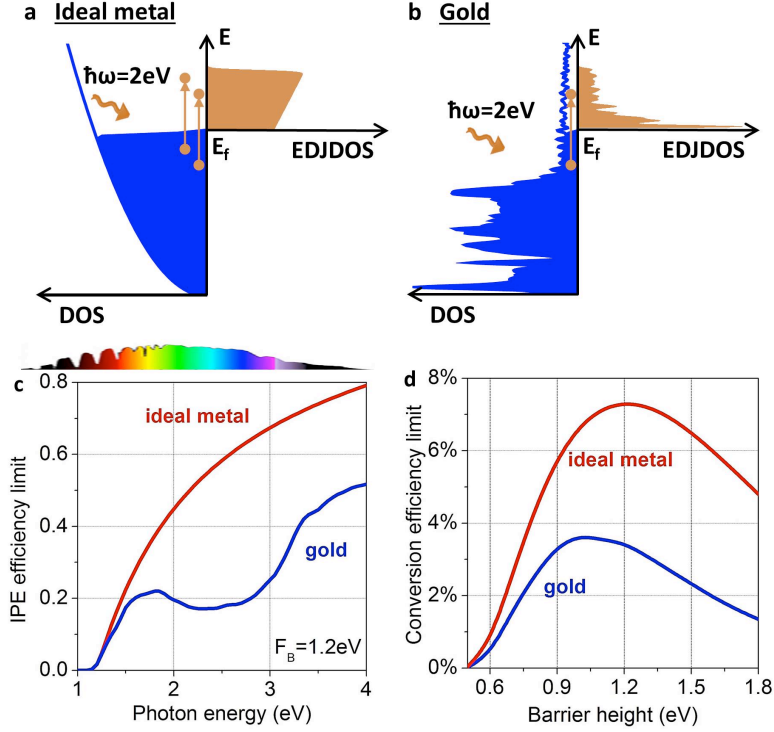 a Ideal metal
E
ħω=2eV
E_f
EDJDOS
DOS
b Gold
E
ħω=2eV
E_f
EDJDOS
DOS
c
0.8
0.6
0.4
0.2
0.0
IPE efficiency limit
ideal metal
gold
F_B=1.2eV
1 2 3 4
Photon energy (eV)
d
8%
6%
4%
2%
0%
Conversion efficiency limit
ideal metal
gold
0.6 0.9 1.2 1.5 1.8
Barrier height (eV)